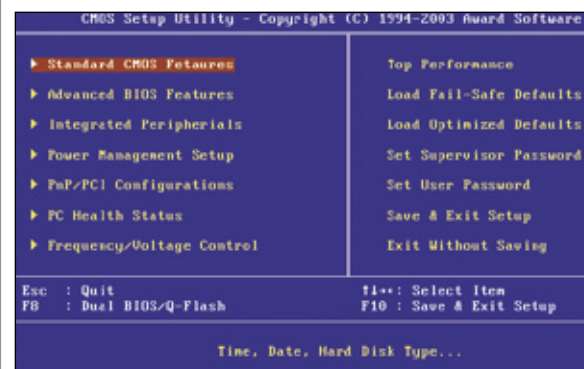 CMOS Setup Utility - Copyright (C) 1994-2003 Award Software
▶ Standard CMOS Fetaures
▶ Advanced BIOS Features
▶ Integrated Peripherials
▶ Power Management Setup
▶ PnP/PCI Configurations
▶ PC Health Status
▶ Frequency/Voltage Control
Top Performance
Load Fail-Safe Defaults
Load Optimized Defaults
Set Supervisor Password
Set User Password
Save & Exit Setup
Exit Without Saving
Esc : Quit
F8 : Dual BIOS/Q-Flash
↑↓→←: Select Item
F10 : Save & Exit Setup
Time, Date, Hard Disk Type...